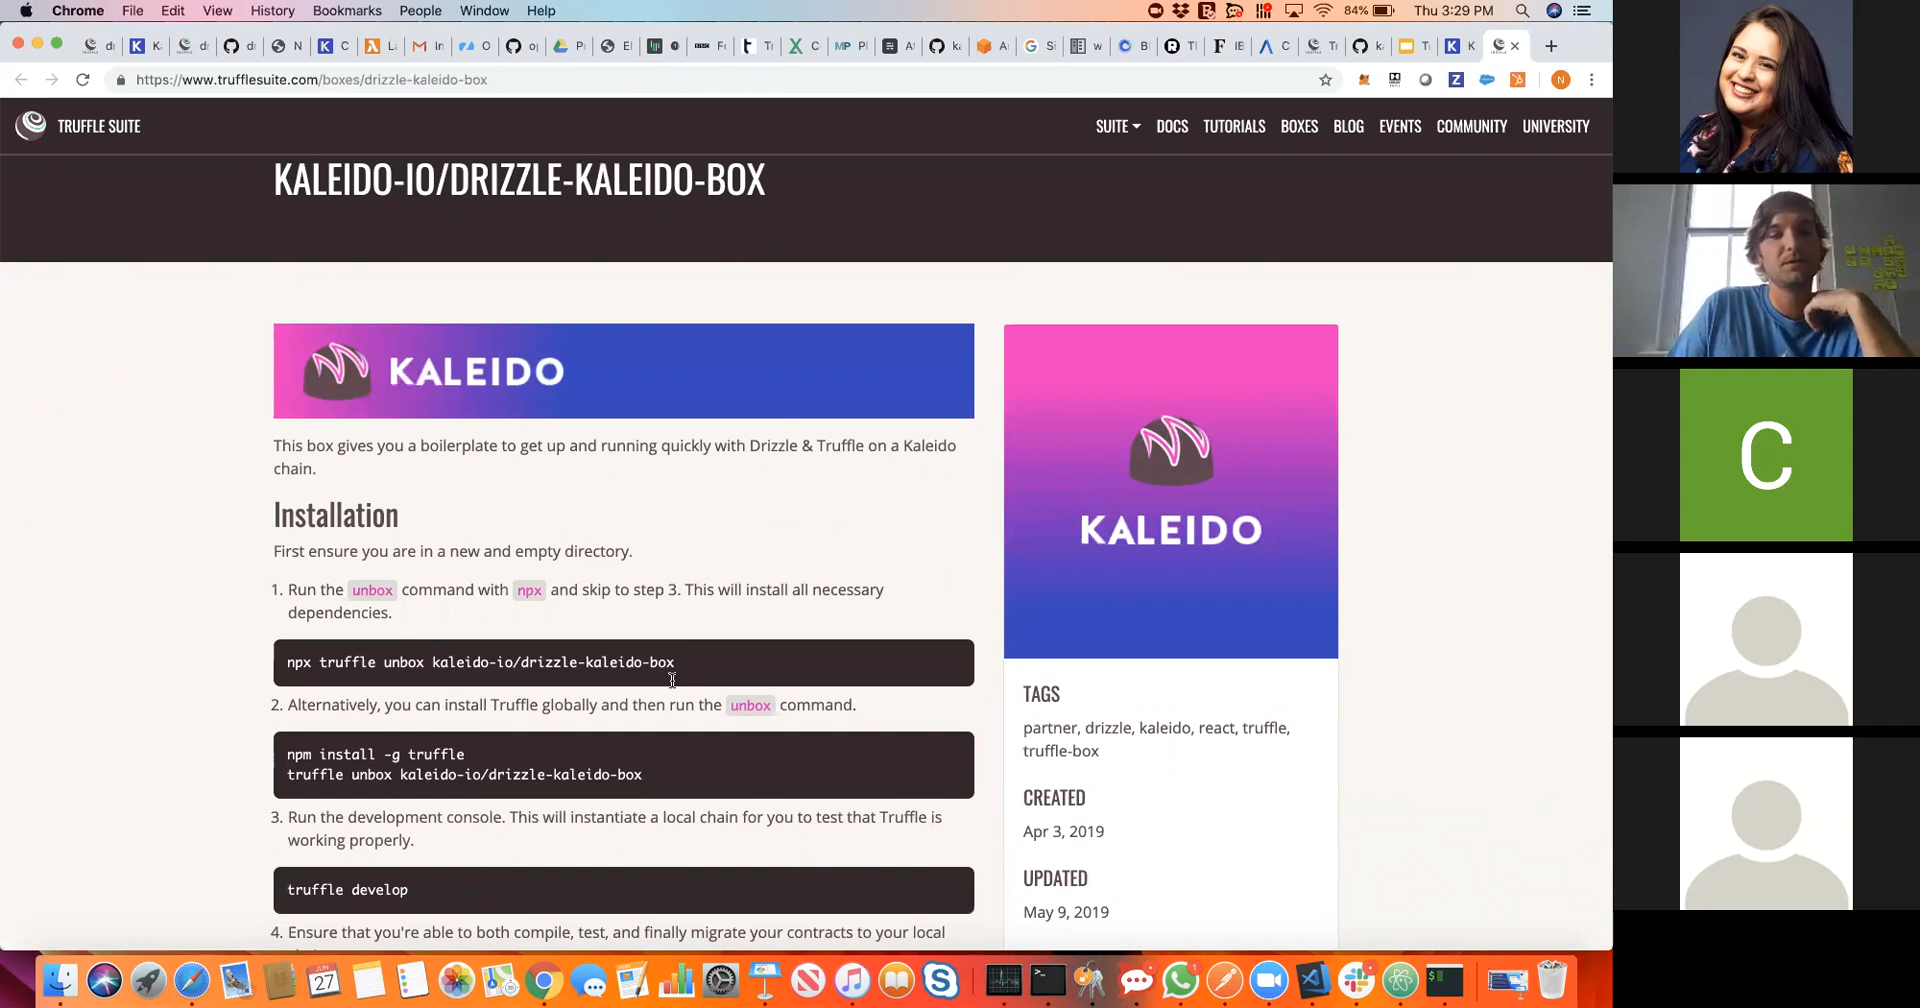 Chrome File Edit View History Bookmarks People Window Help
84% Thu 3:29 PM
https://www.trufflesuite.com/boxes/drizzle-kaleido-box
TRUFFLE SUITE
SUITE DOCS TUTORIALS BOXES BLOG EVENTS COMMUNITY UNIVERSITY
KALEIDO-IO/DRIZZLE-KALEIDO-BOX
KALEIDO
This box gives you a boilerplate to get up and running quickly with Drizzle & Truffle on a Kaleido
chain.
Installation
First ensure you are in a new and empty directory.
1. Run the unbox command with npx and skip to step 3. This will install all necessary
dependencies.
npx truffle unbox kaleido-io/drizzle-kaleido-box
2. Alternatively, you can install Truffle globally and then run the unbox command.
npm install -g truffle
truffle unbox kaleido-io/drizzle-kaleido-box
3. Run the development console. This will instantiate a local chain for you to test that Truffle is
working properly.
truffle develop
4. Ensure that you're able to both compile, test, and finally migrate your contracts to your local
KALEIDO
TAGS
partner, drizzle, kaleido, react, truffle,
truffle-box
CREATED
Apr 3, 2019
UPDATED
May 9, 2019
C
JUN
27